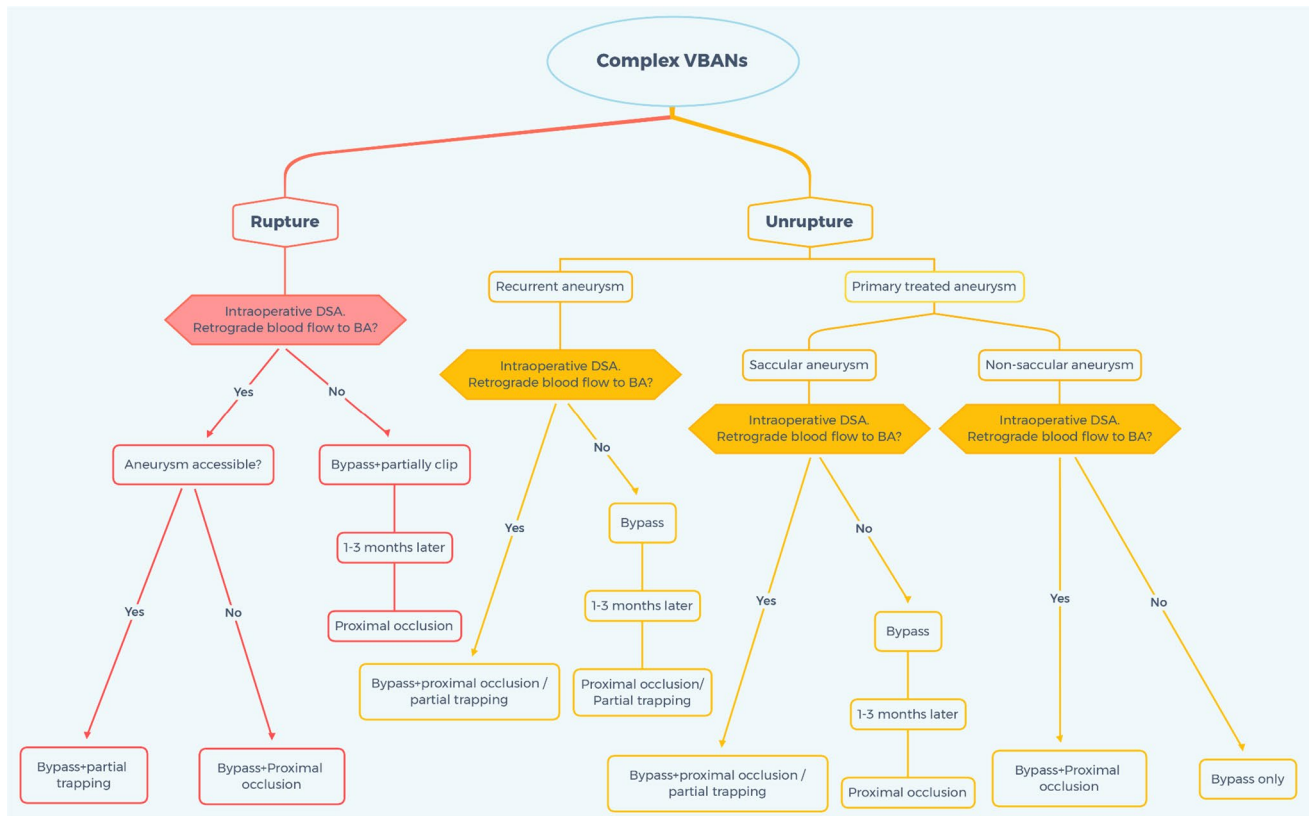 Complex VBANs
Rupture
Unrupture
Recurrent aneurysm
Primary treated aneurysm
Intraoperative DSA.
Retrograde blood flow to BA?
Intraoperative DSA.
Retrograde blood flow to BA?
Saccular aneurysm
Non-saccular aneurysm
Intraoperative DSA.
Retrograde blood flow to BA?
Intraoperative DSA.
Retrograde blood flow to BA?
Yes
No
Aneurysm accessible?
Bypass+partially clip
No
Yes
Bypass
No
1-3 months later
Yes
No
Proximal occlusion
1-3 months later
Yes
Yes
No
Bypass
Bypass+proximal occlusion /
partial trapping
Proximal occlusion/
Partial trapping
1-3 months later
Bypass+partial
trapping
Bypass+Proximal
occlusion
Bypass+proximal occlusion /
partial trapping
Proximal occlusion
Bypass+Proximal
occlusion
Bypass only